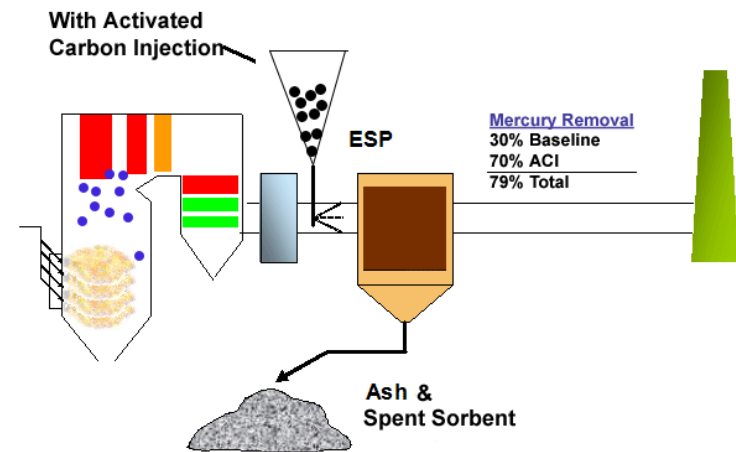 With Activated
Carbon Injection
ESP
Mercury Removal
30% Baseline
70% ACI
79% Total
Ash &
Spent Sorbent